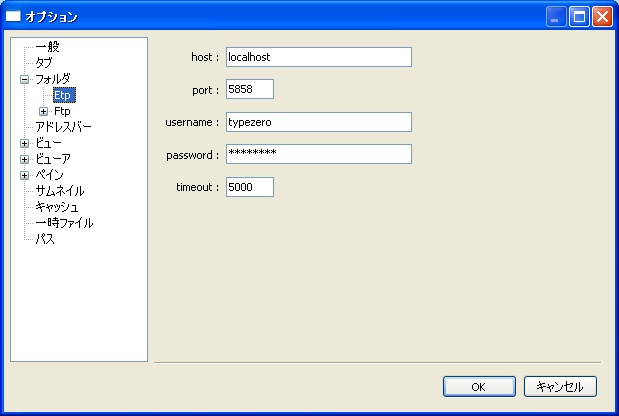 オプション
一般
タブ
フォルダ
Etp
Ftp
アドレスバー
ビュー
ビューア
ペイン
サムネイル
キャッシュ
一時ファイル
パス
host : localhost
port : 5858
username : typezero
password : ********
timeout : 5000
OK キャンセル